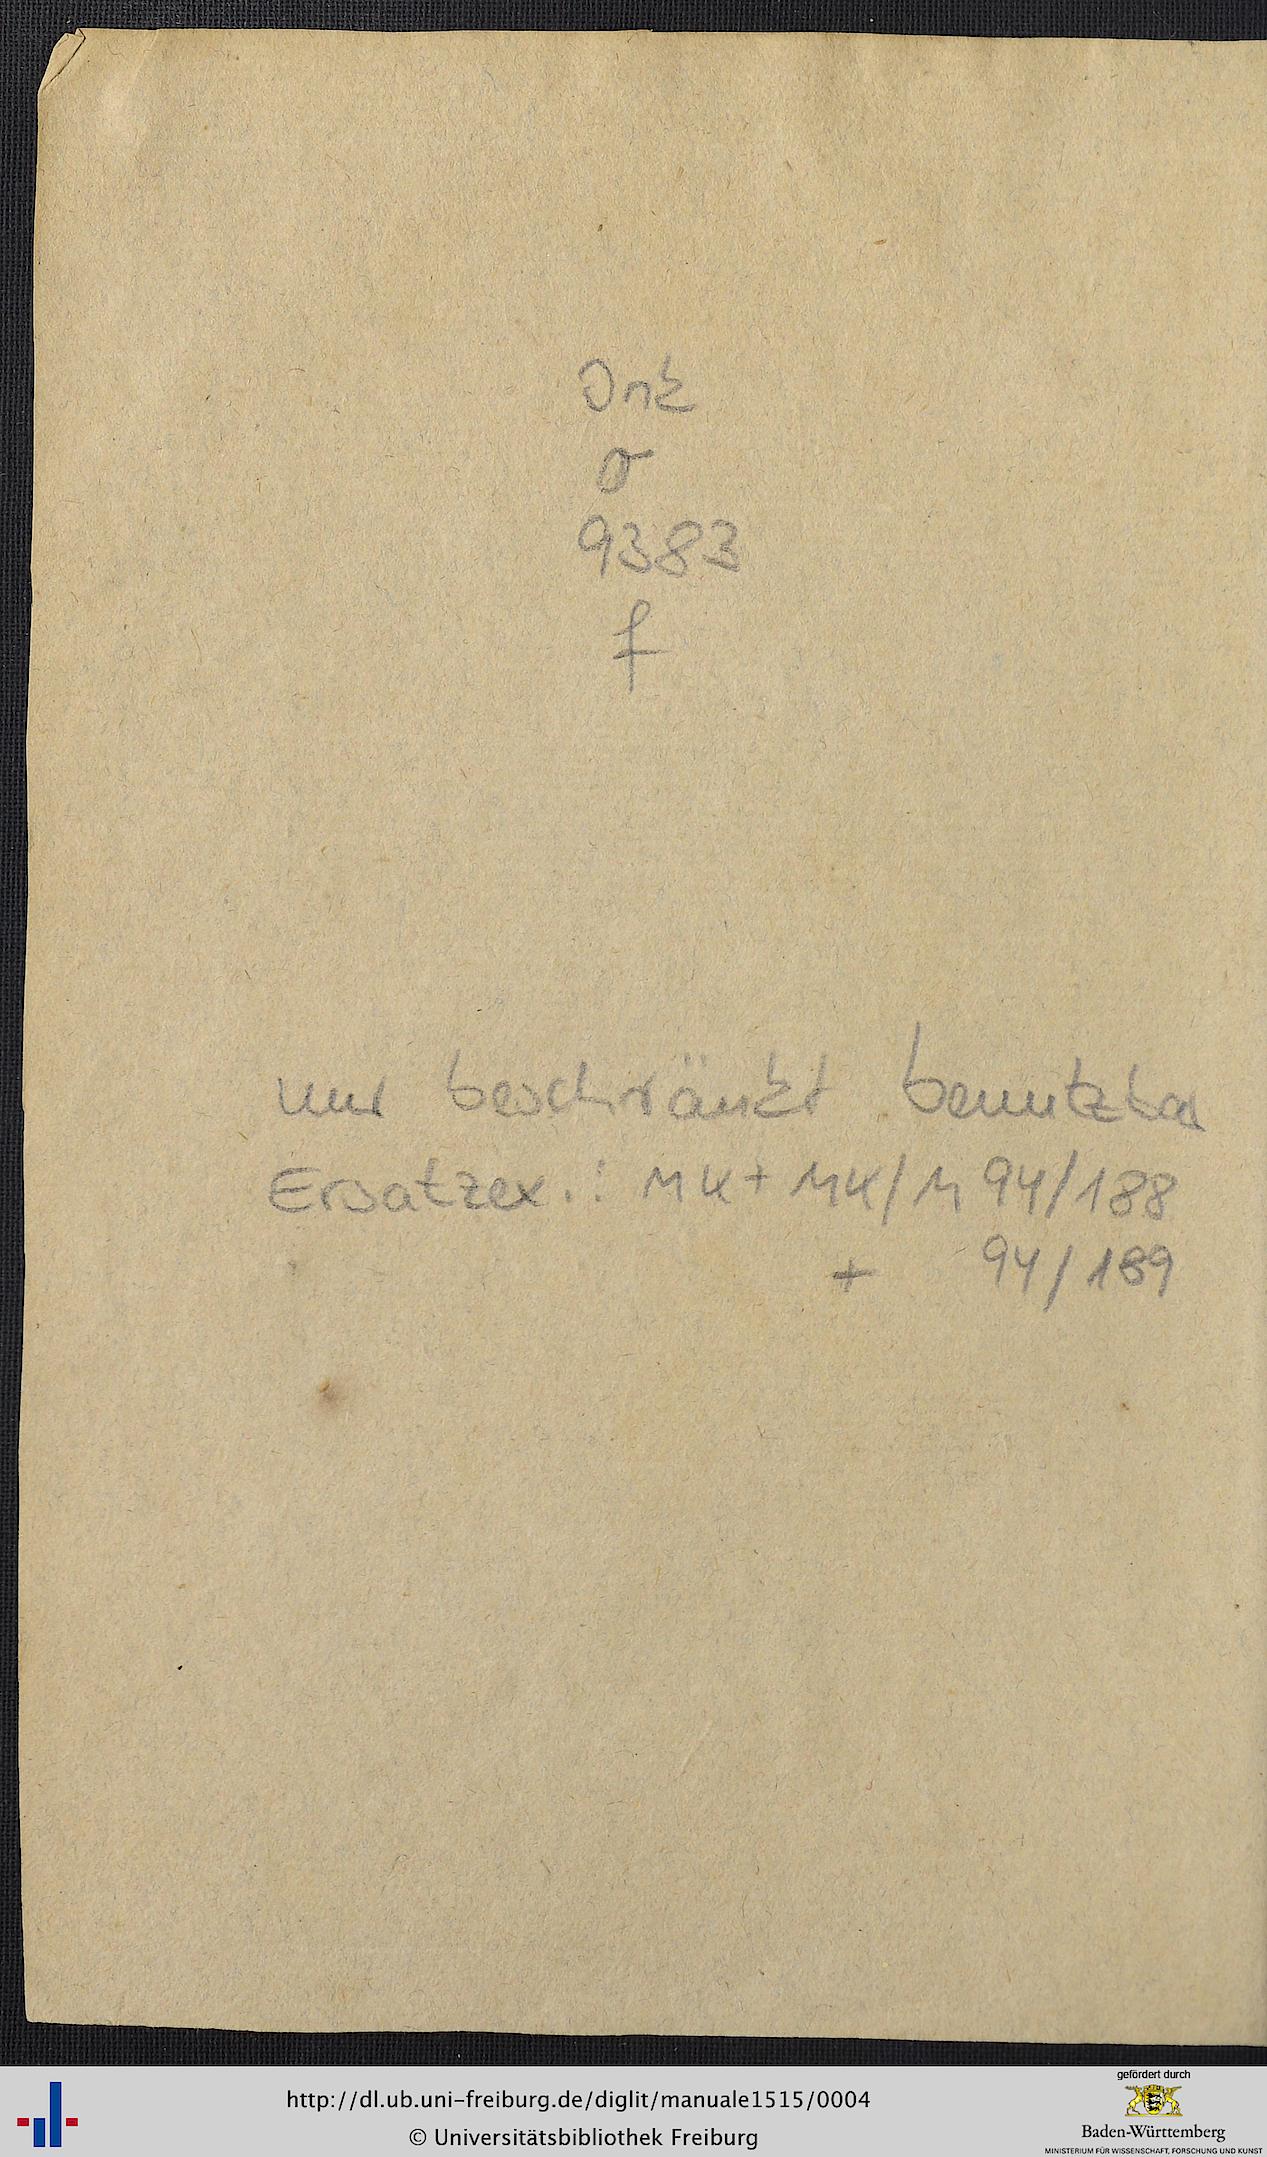 Ink
σ
9383
f
nur beschränkt benutzbar
Ersatzex.: MK + MK/M 94/188
+ 94/189
http://dl.ub.uni-freiburg.de/diglit/manuale1515/0004
© Universitätsbibliothek Freiburg
gefördert durch
Baden-Württemberg
MINISTERIUM FÜR WISSENSCHAFT, FORSCHUNG UND KUNST